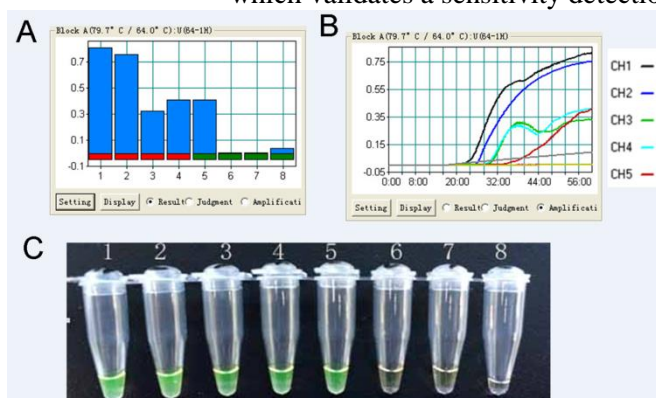 which validates a sensitivity detectio
A
B
Block A(79.7° C / 64.0° C):U(64-1H)
0.7
0.5
0.3
0.1
-0.1
1 2 3 4 5 6 7 8
Setting Display Result Judgment Amplificati
Block A(79.7° C / 64.0° C):U(64-1H)
0.75
0.55
0.35
0.15
-0.05
0:00 8:00 20:00 32:00 44:00 56:00
Setting Display Result Judgment Amplificati
CH1
CH2
CH3
CH4
CH5
C
1 2 3 4 5 6 7 8